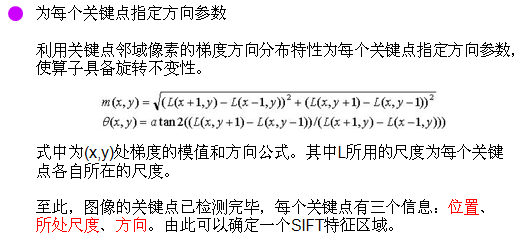 为每个关键点指定方向参数
利用关键点邻域像素的梯度方向分布特性为每个关键点指定方向参数,
使算子具备旋转不变性。
m(x,y) = √((L(x+1,y) − L(x−1,y))² + (L(x,y+1) − L(x,y−1))²
θ(x,y) = a tan 2((L(x,y+1) − L(x,y−1))/(L(x+1,y) − L(x−1,y)))
式中为(x,y)处梯度的模值和方向公式。其中L所用的尺度为每个关键
点各自所在的尺度。
至此，图像的关键点已检测完毕，每个关键点有三个信息：位置、
所处尺度、方向。由此可以确定一个SIFT特征区域。